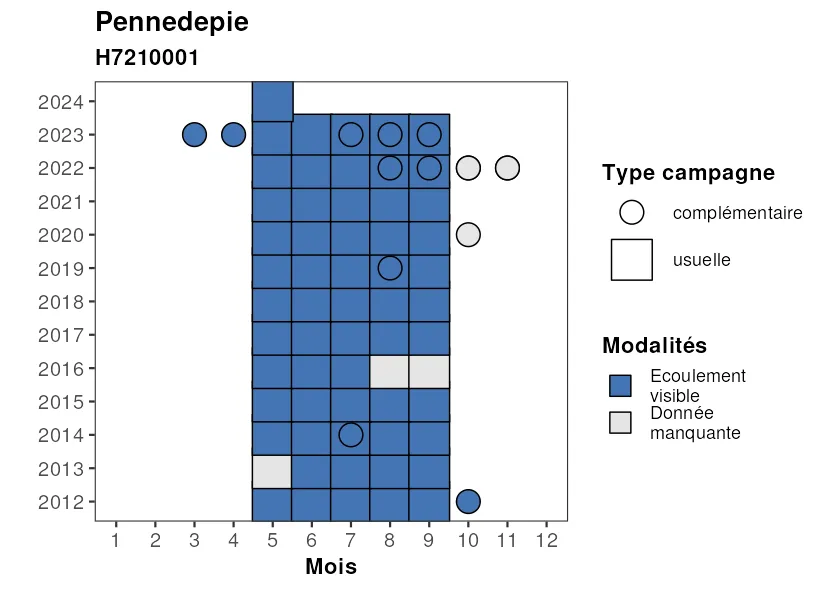 Pennedepie
H7210001
2024
2023
2022
2021
2020
2019
2018
2017
2016
2015
2014
2013
2012
1 2 3 4 5 6 7 8 9 10 11 12
Mois
Type campagne
complémentaire
usuelle
Modalités
Ecoulement
visible
Donnée
manquante